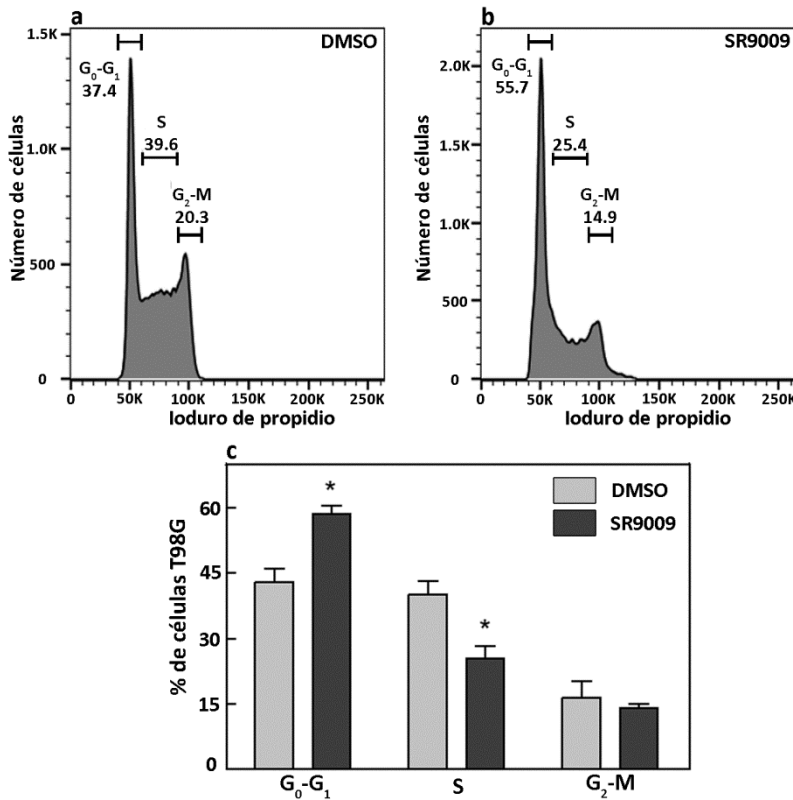 a
DMSO
1.5K
1.0K
500
0
Número de células
G₀-G₁
37.4
S
39.6
G₂-M
20.3
0 50K 100K 150K 200K 250K
Ioduro de propidio
b
SR9009
2.0K
1.5K
1.0K
500
0
Número de células
G₀-G₁
55.7
S
25.4
G₂-M
14.9
0 50K 100K 150K 200K 250K
Ioduro de propidio
c
DMSO
SR9009
% de células T98G
60
45
30
15
0
*
*
G₀-G₁ S G₂-M